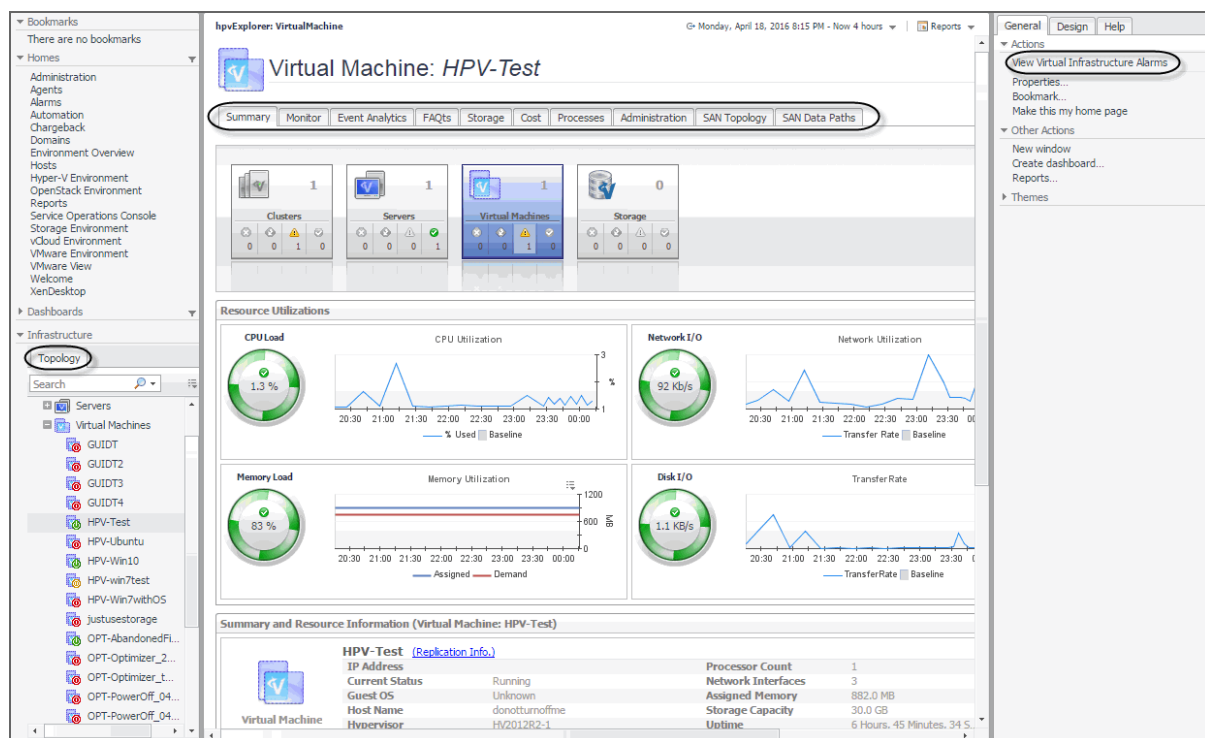 Bookmarks
There are no bookmarks
Homes
Administration
Agents
Alarms
Automation
Chargeback
Domains
Environment Overview
Hosts
Hyper-V Environment
OpenStack Environment
Reports
Service Operations Console
Storage Environment
vCloud Environment
VMware Environment
VMware View
Welcome
XenDesktop
Dashboards
Infrastructure
Topology
Search
Servers
Virtual Machines
GUIDT
GUIDT2
GUIDT3
GUIDT4
HPV-Test
HPV-Ubuntu
HPV-Win10
HPV-win7test
HPV-Win7withOS
justusestorage
OPT-AbandonedFi...
OPT-Optimizer_2...
OPT-Optimizer_t...
OPT-PowerOff_04...
OPT-PowerOff_04...
hpvExplorer: VirtualMachine
Monday, April 18, 2016 8:15 PM - Now 4 hours
Reports
Virtual Machine: HPV-Test
Summary Monitor Event Analytics FAQts Storage Cost Processes Administration SAN Topology SAN Data Paths
1 1 1 0
Clusters Servers Virtual Machines Storage
0 0 1 0 0 0 0 1 0 0 1 0 0 0 0 0
Resource Utilizations
CPU Load
1.3 %
CPU Utilization
3
%
1
20:30 21:00 21:30 22:00 22:30 23:00 23:30 00:00
% Used Baseline
Network I/O
92 Kb/s
Network Utilization
20:30 21:00 21:30 22:00 22:30 23:00 23:30 00
Transfer Rate Baseline
Memory Load
83 %
Memory Utilization
1200
600
0
MB
20:30 21:00 21:30 22:00 22:30 23:00 23:30 00:00
Assigned Demand
Disk I/O
1.1 KB/s
Transfer Rate
20:30 21:00 21:30 22:00 22:30 23:00 23:30
TransferRate Baseline
Summary and Resource Information (Virtual Machine: HPV-Test)
Virtual Machine
HPV-Test (Replication Info.)
IP Address
Processor Count 1
Current Status Running
Network Interfaces 3
Guest OS Unknown
Assigned Memory 882.0 MB
Host Name donotturnoffme
Storage Capacity 30.0 GB
Hypervisor HV2012R2-1
Uptime 6 Hours, 45 Minutes, 34 S
General Design Help
Actions
View Virtual Infrastructure Alarms
Properties...
Bookmark...
Make this my home page
Other Actions
New window
Create dashboard...
Reports...
Themes